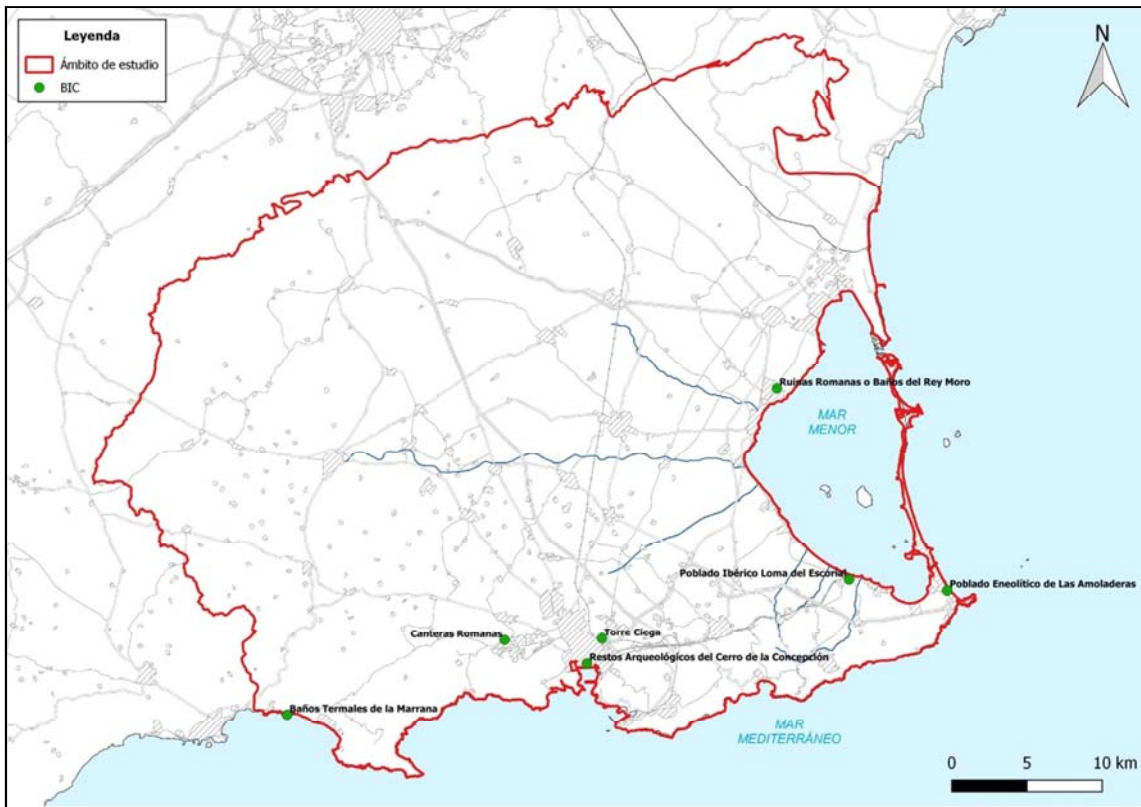 Leyenda
Ámbito de estudio
BIC
N
Ruinas Romanas o Baños del Rey Moro
MAR
MENOR
Poblado Ibérico Loma del Escorial
Poblado Eneolítico de Las Amoladeras
Canteras Romanas
Torre Ciega
Restos Arqueológicos del Cerro de la Concepción
Baños Termales de la Marrana
MAR
MEDITERRÁNEO
0 5 10 km